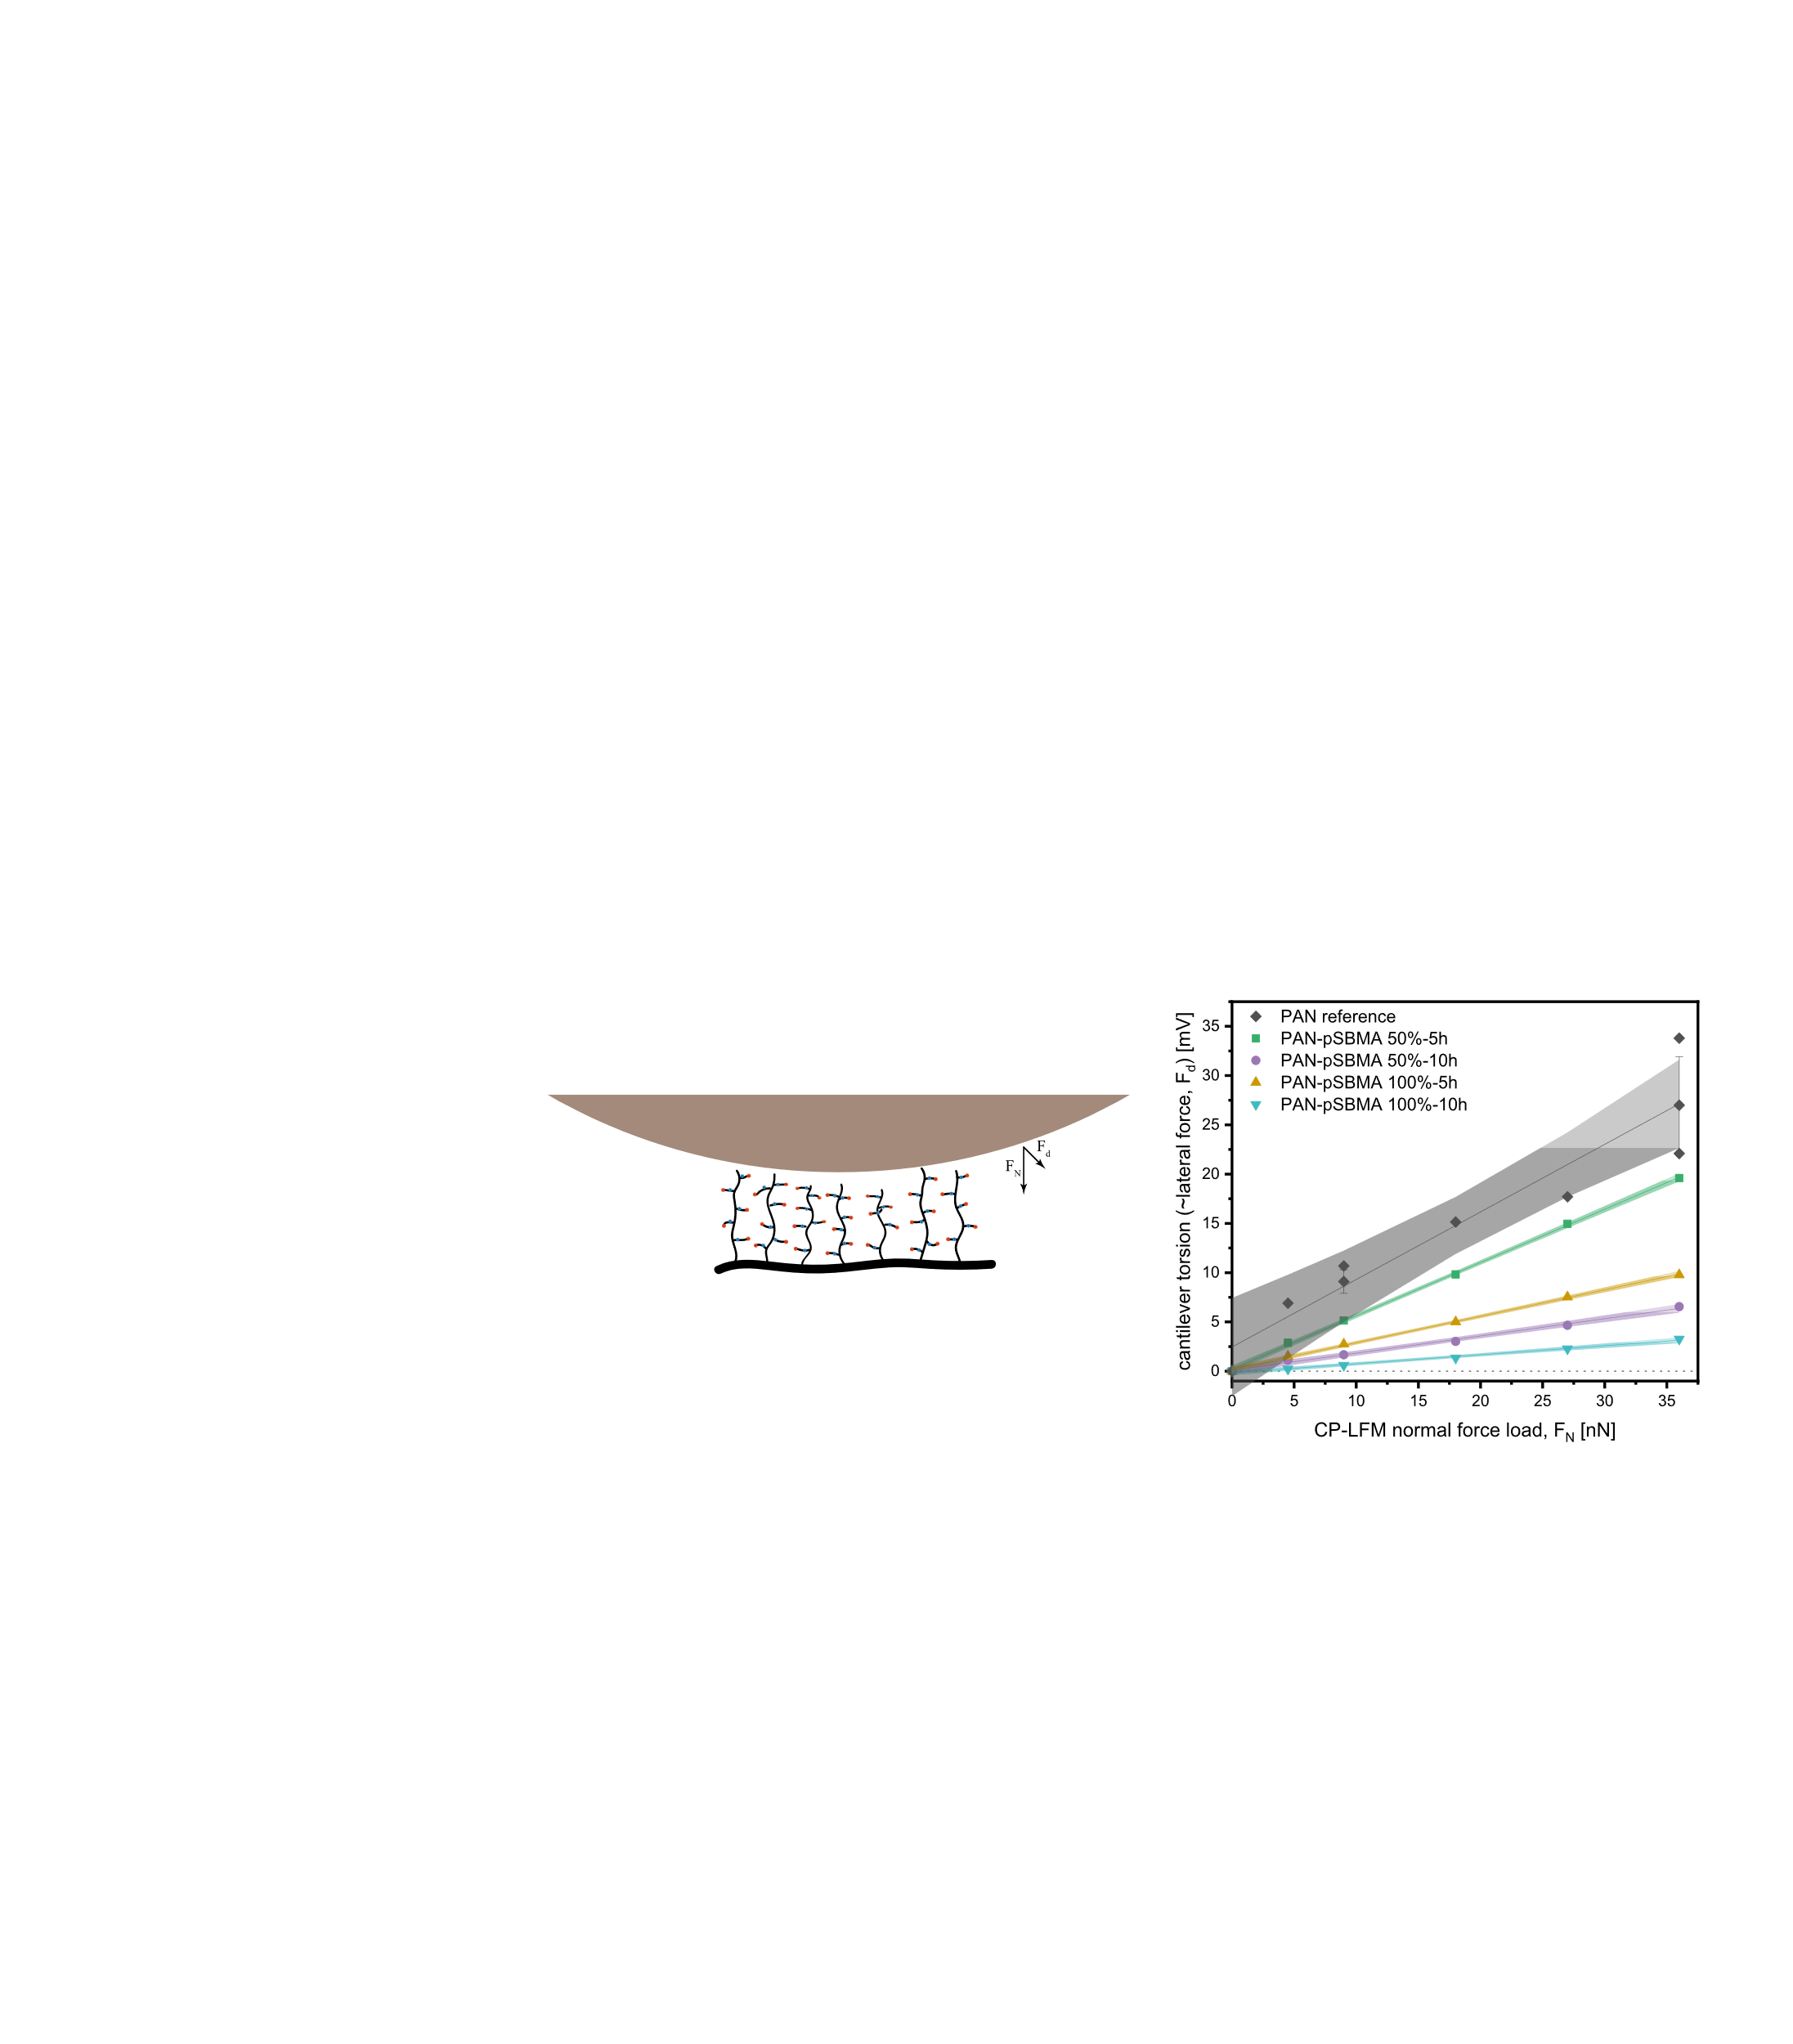 F_N
F_d
cantilever torsion (~lateral force, F_d) [mV]
35
30
25
20
15
10
5
0
PAN reference
PAN-pSBMA 50%-5h
PAN-pSBMA 50%-10h
PAN-pSBMA 100%-5h
PAN-pSBMA 100%-10h
0 5 10 15 20 25 30 35
CP-LFM normal force load, F_N [nN]